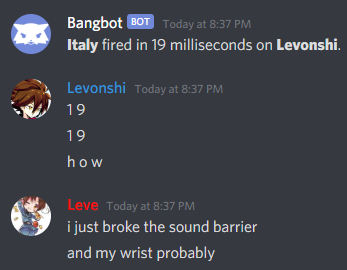 Bangbot BOT Today at 8:37 PM
Italy fired in 19 milliseconds on Levonshi.
Levonshi Today at 8:37 PM
1 9
1 9
h o w
Leve Today at 8:37 PM
i just broke the sound barrier
and my wrist probably